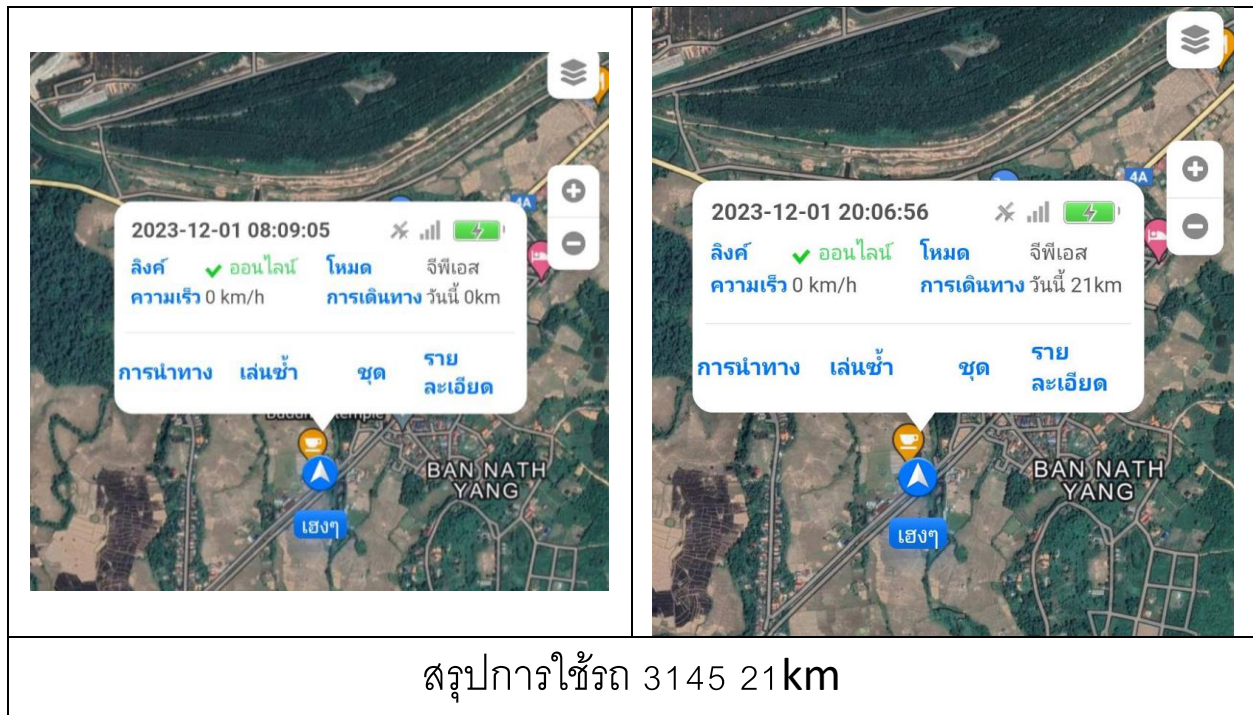 4A
2023-12-01 08:09:05
ลิงค์ ออนไลน์ โหมด จีพีเอส
ความเร็ว 0 km/h การเดินทาง วันนี้ 0km
การนำทาง เล่นซ้ำ ชุด ราย
ละเอียด
BAN NATH
YANG
เฮงๆ
4A
2023-12-01 20:06:56
ลิงค์ ออนไลน์ โหมด จีพีเอส
ความเร็ว 0 km/h การเดินทาง วันนี้ 21km
การนำทาง เล่นซ้ำ ชุด ราย
ละเอียด
BAN NATH
YANG
เฮงๆ
สรุปการใช้รถ 3145 21km